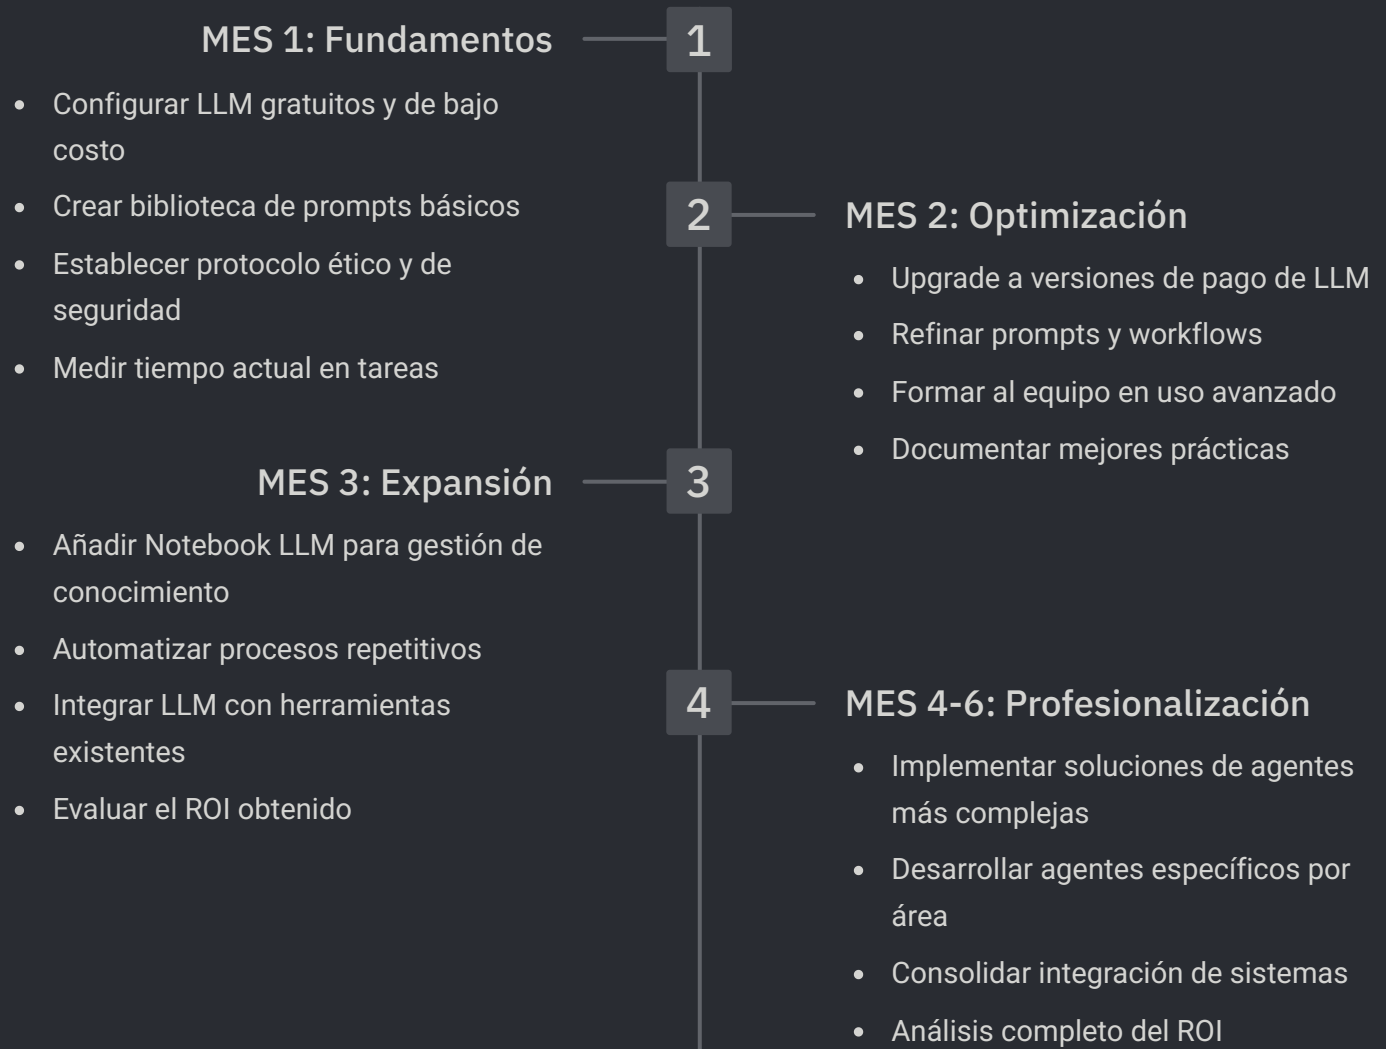 MES 1: Fundamentos
1
Configurar LLM gratuitos y de bajo
costo
Crear biblioteca de prompts básicos
Establecer protocolo ético y de
seguridad
Medir tiempo actual en tareas
2
MES 2: Optimización
Upgrade a versiones de pago de LLM
Refinar prompts y workflows
Formar al equipo en uso avanzado
Documentar mejores prácticas
MES 3: Expansión
3
Añadir Notebook LLM para gestión de
conocimiento
Automatizar procesos repetitivos
Integrar LLM con herramientas
existentes
Evaluar el ROI obtenido
4
MES 4-6: Profesionalización
Implementar soluciones de agentes
más complejas
Desarrollar agentes específicos por
área
Consolidar integración de sistemas
Análisis completo del ROI